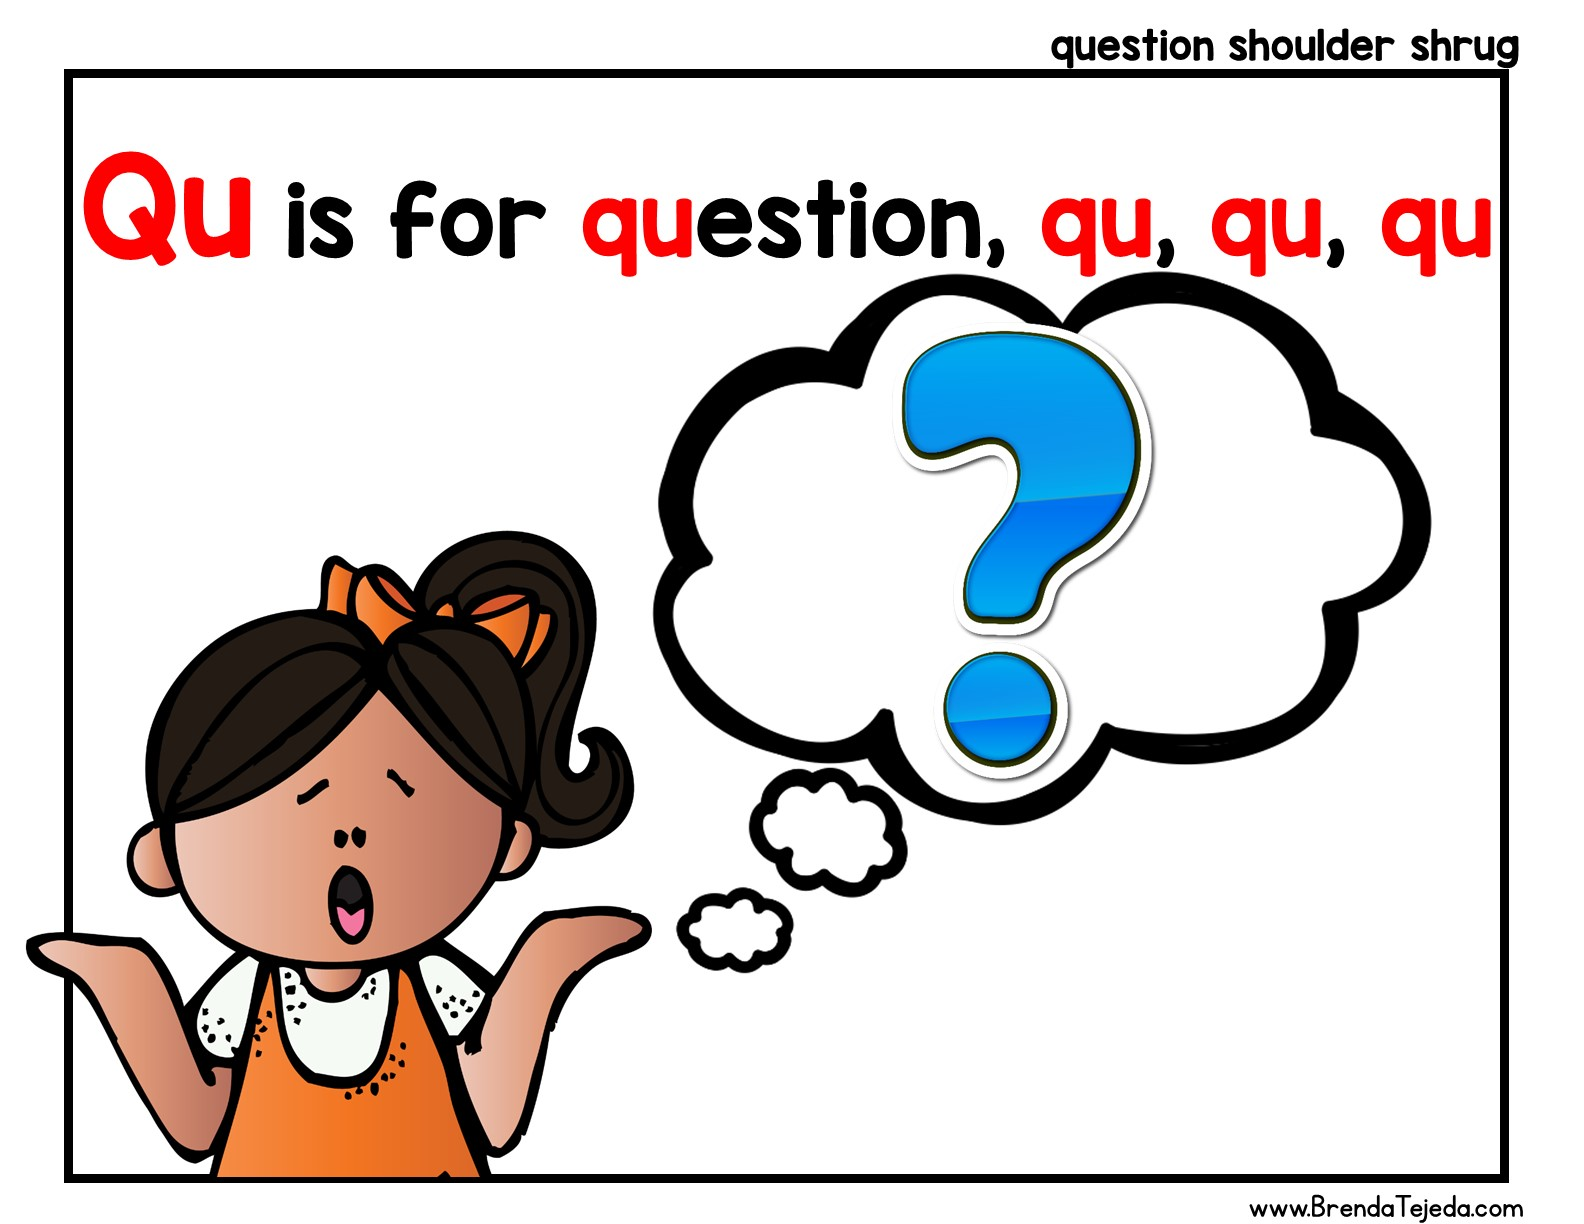 question shoulder shrug
Qu is for question, qu, qu, qu
?
www.BrendaTejeda.com